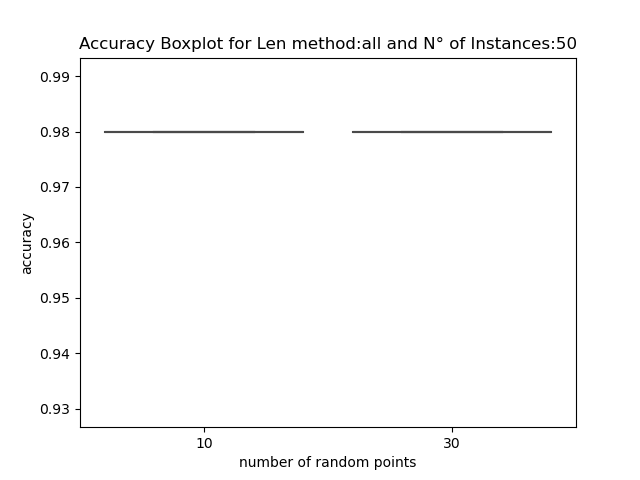 Accuracy Boxplot for Len method:all and N° of Instances:50
0.99
0.98
0.97
0.96
0.95
0.94
0.93
accuracy
10 30
number of random points